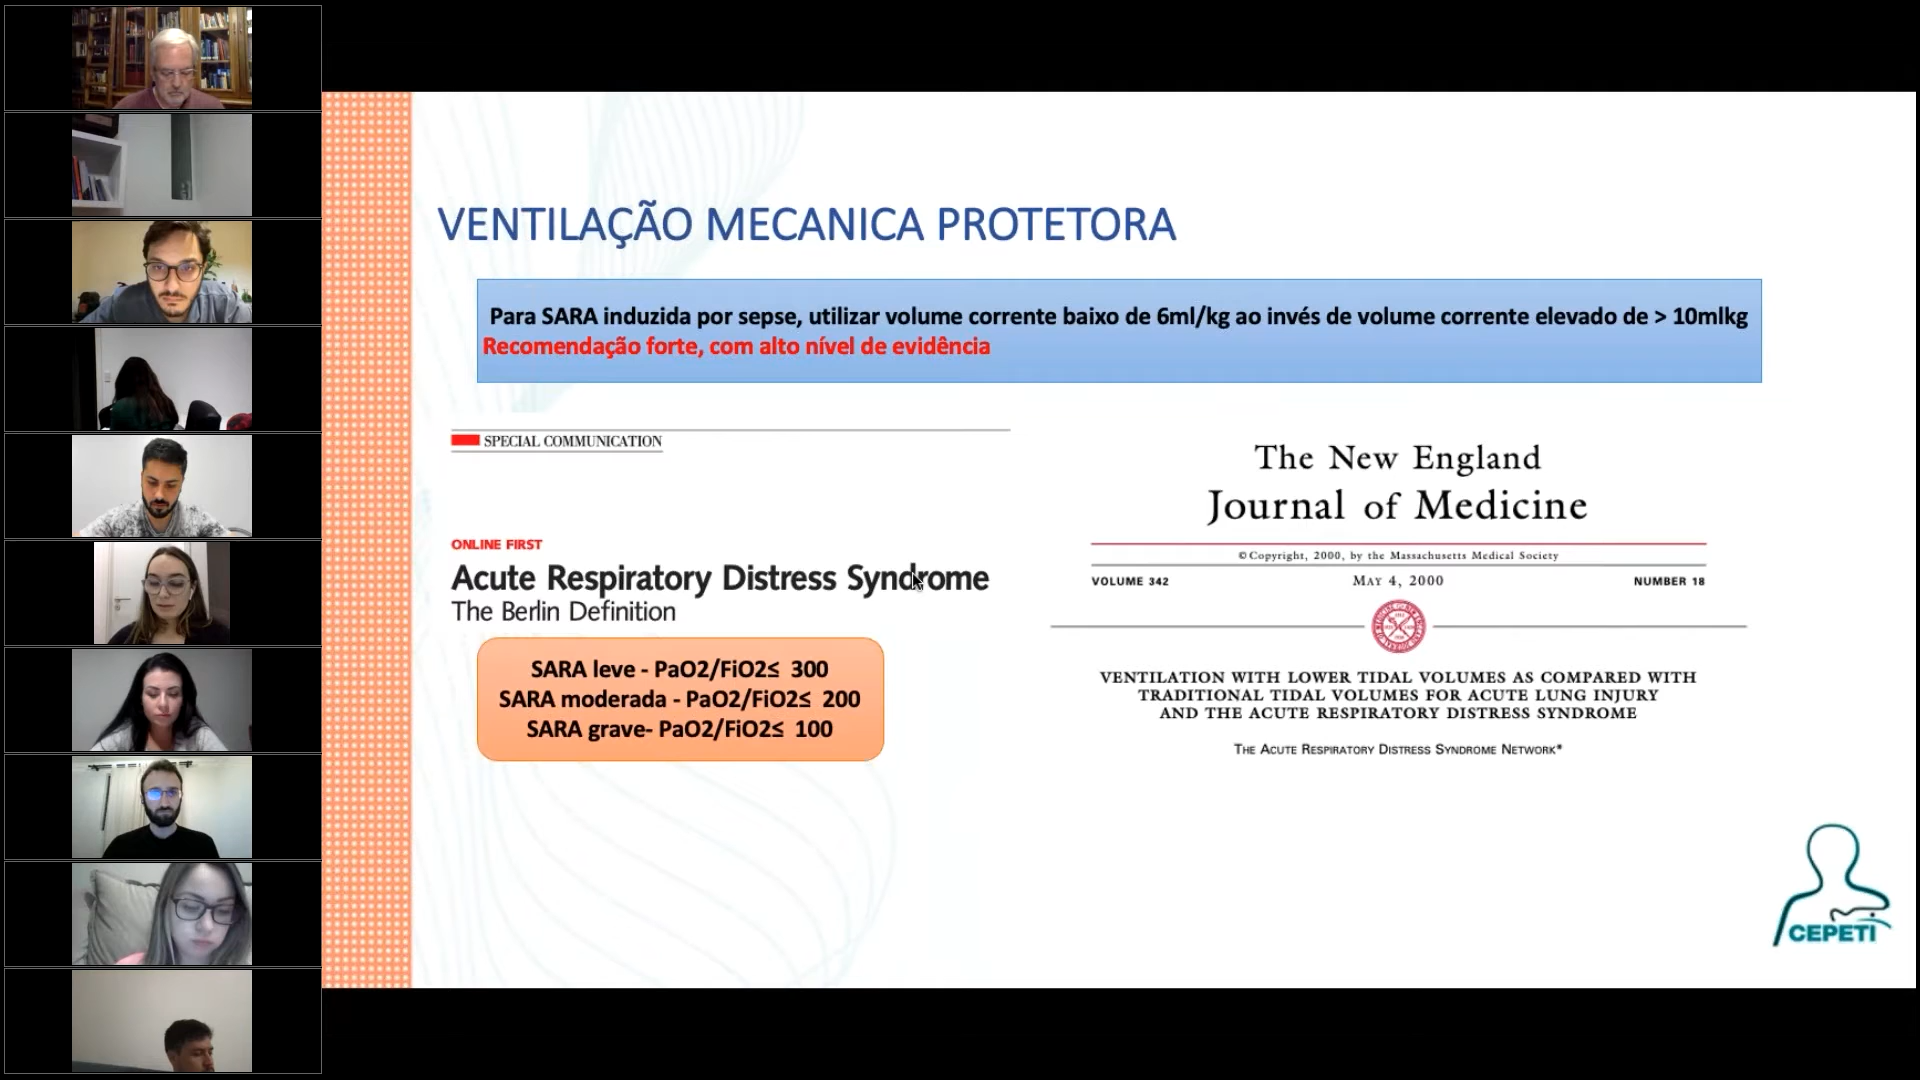 VENTILAÇÃO MECANICA PROTETORA
Para SARA induzida por sepse, utilizar volume corrente baixo de 6ml/kg ao invés de volume corrente elevado de > 10mlkg
Recomendação forte, com alto nível de evidência
SPECIAL COMMUNICATION
ONLINE FIRST
Acute Respiratory Distress Syndrome
The Berlin Definition
SARA leve - PaO2/FiO2≤ 300
SARA moderada - PaO2/FiO2≤ 200
SARA grave- PaO2/FiO2≤ 100
The New England
Journal of Medicine
©Copyright, 2000, by the Massachusetts Medical Society
VOLUME 342 MAY 4, 2000 NUMBER 18
VENTILATION WITH LOWER TIDAL VOLUMES AS COMPARED WITH
TRADITIONAL TIDAL VOLUMES FOR ACUTE LUNG INJURY
AND THE ACUTE RESPIRATORY DISTRESS SYNDROME
THE ACUTE RESPIRATORY DISTRESS SYNDROME NETWORK*
CEPETI